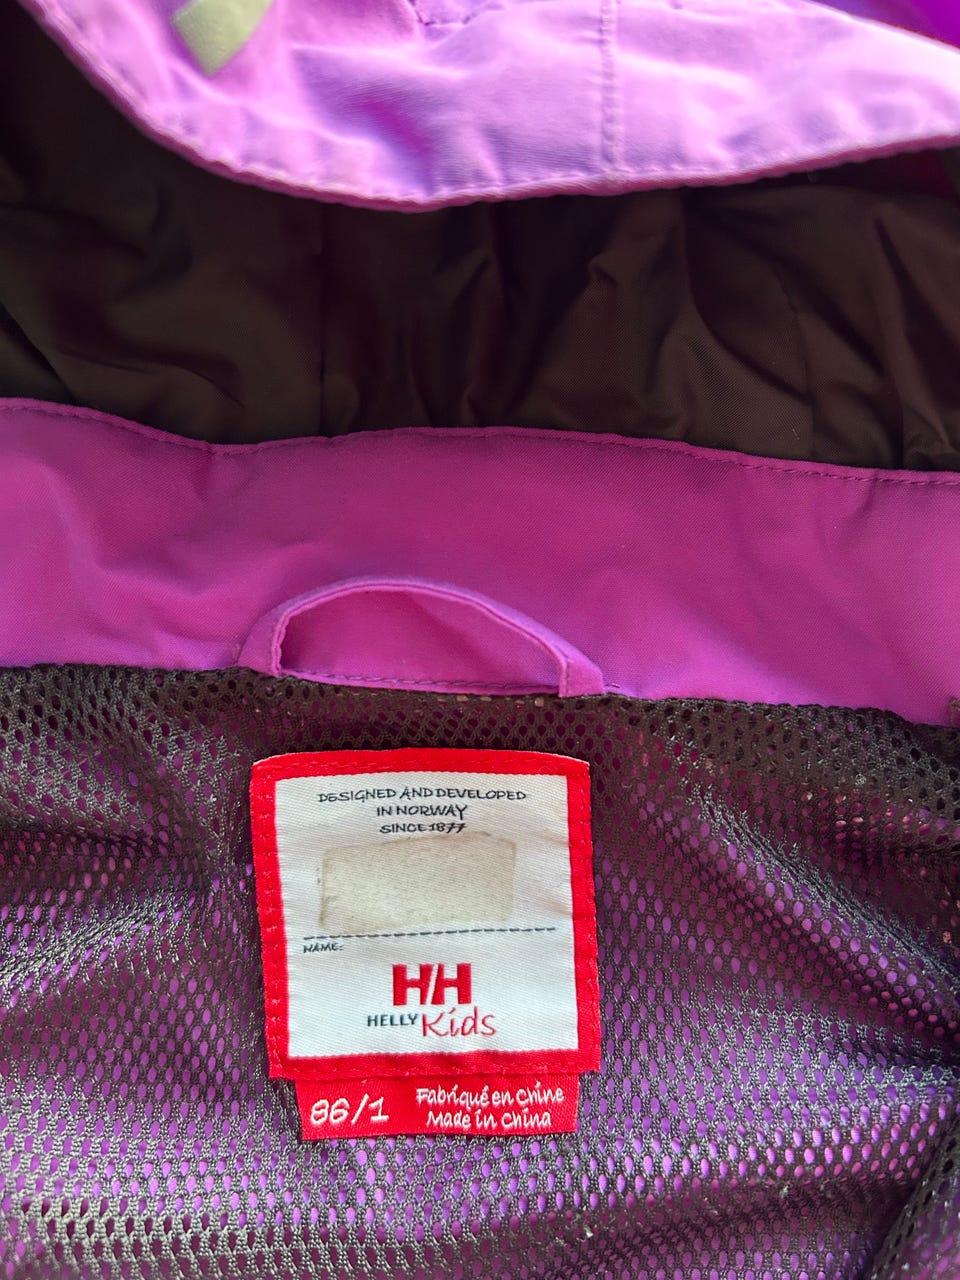 DESIGNED AND DEVELOPED
IN NORWAY
SINCE 1877
NAME:
HH
HELLY Kids
86/1
Fabriqué en Chine
Made in China